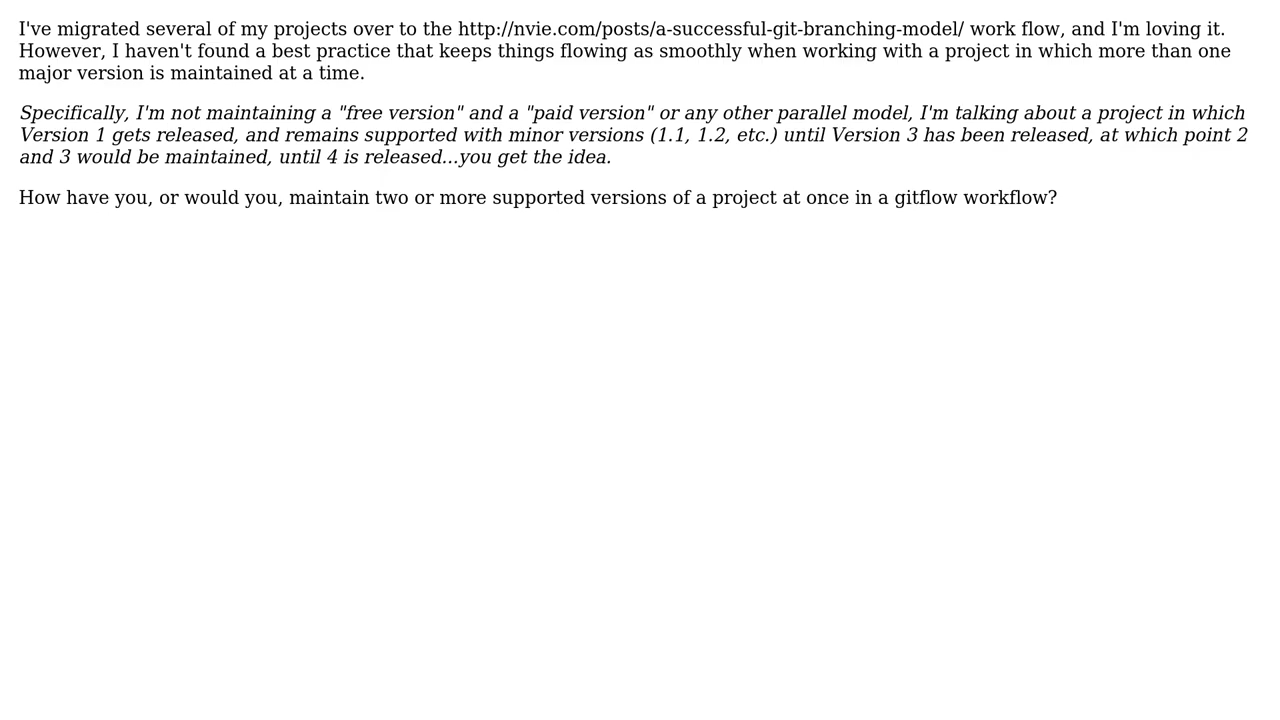 I've migrated several of my projects over to the http://nvie.com/posts/a-successful-git-branching-model/ work flow, and I'm loving it.
However, I haven't found a best practice that keeps things flowing as smoothly when working with a project in which more than one
major version is maintained at a time.
Specifically, I'm not maintaining a "free version" and a "paid version" or any other parallel model, I'm talking about a project in which
Version 1 gets released, and remains supported with minor versions (1.1, 1.2, etc.) until Version 3 has been released, at which point 2
and 3 would be maintained, until 4 is released...you get the idea.
How have you, or would you, maintain two or more supported versions of a project at once in a gitflow workflow?